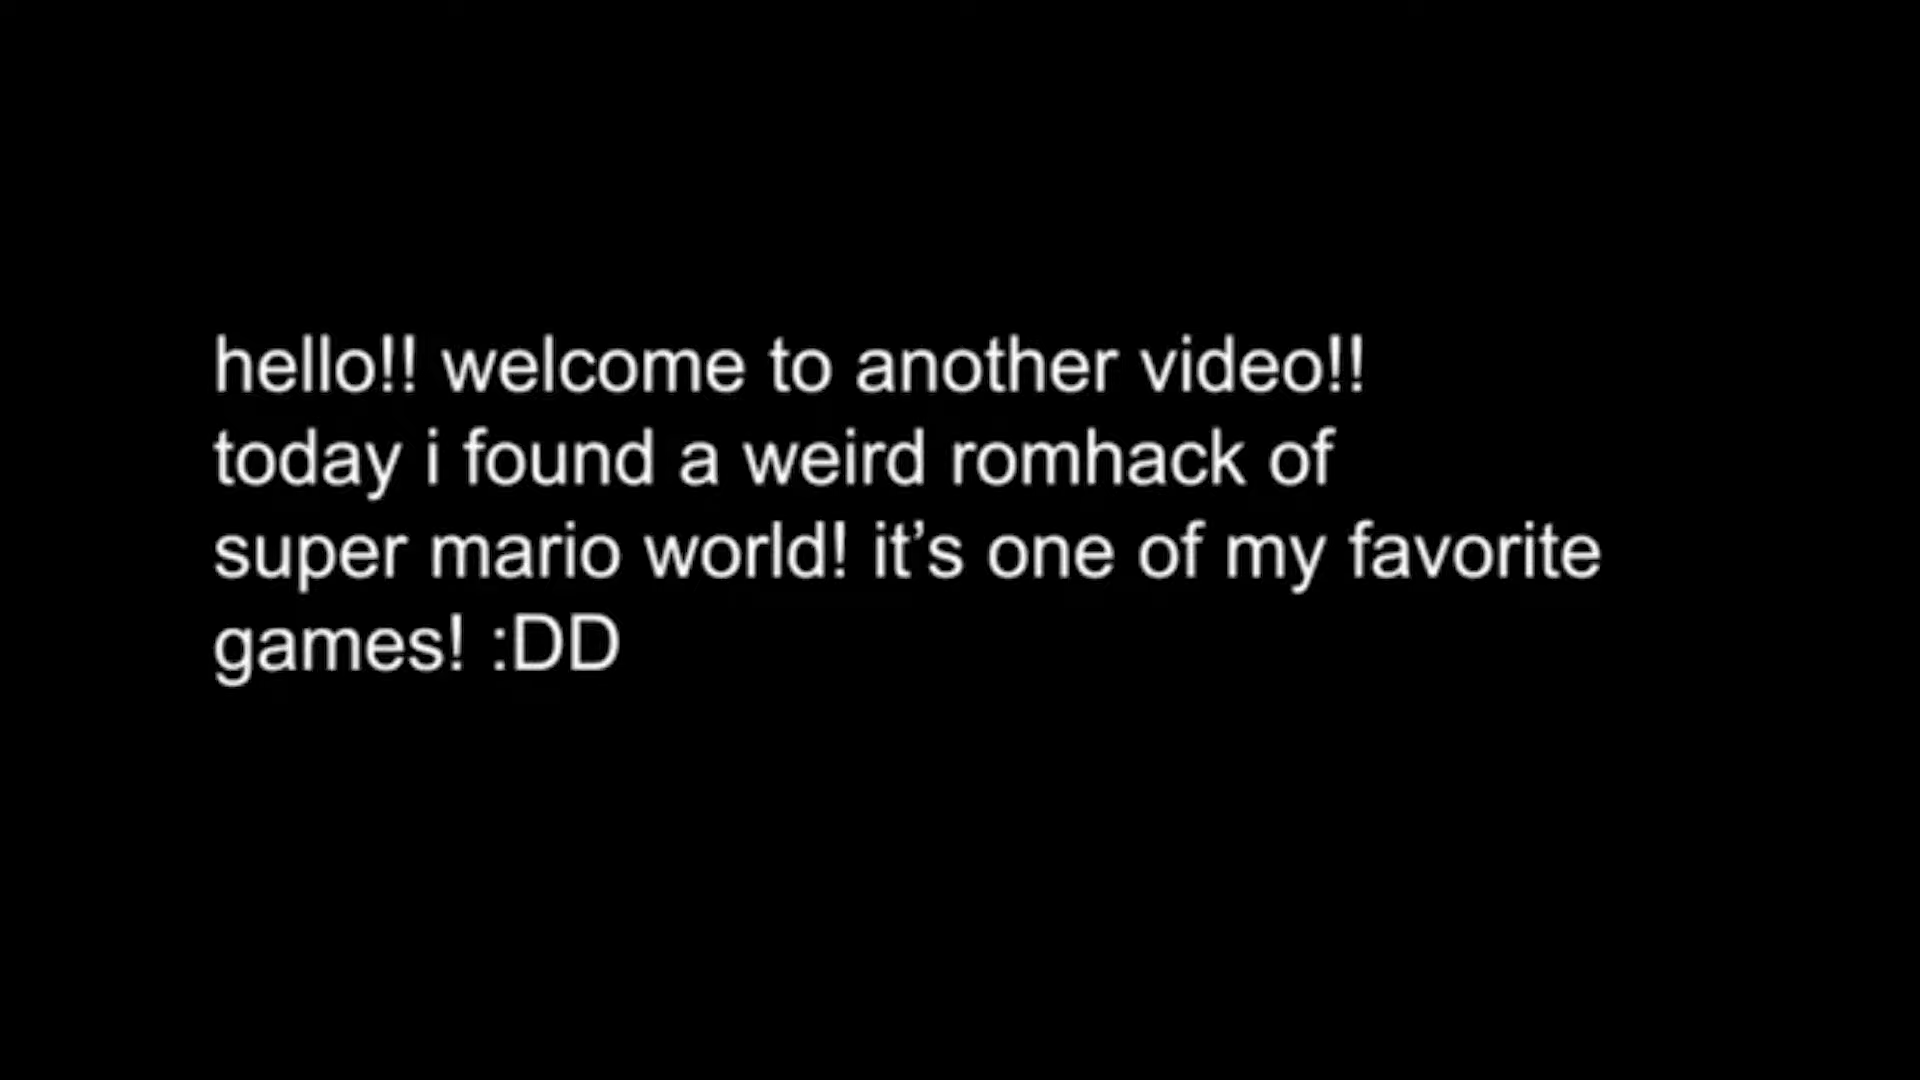 hello!! welcome to another video!!
today i found a weird romhack of
super mario world! it’s one of my favorite
games! :DD